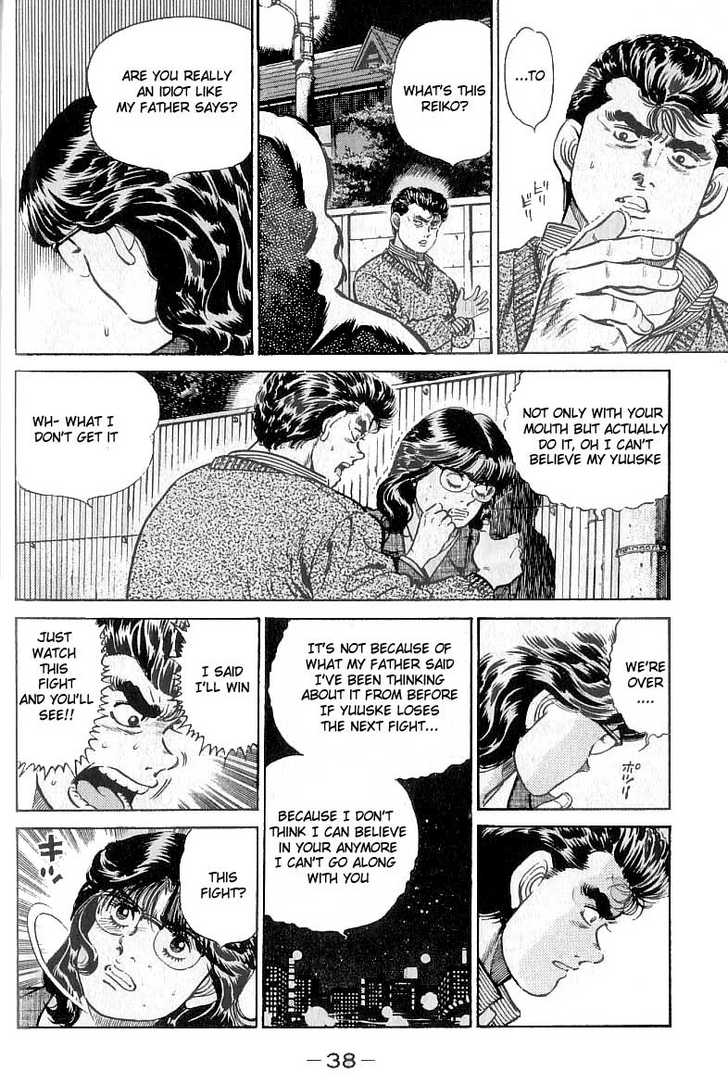 ...TO
WHAT'S THIS
REIKO?
ARE YOU REALLY
AN IDIOT LIKE
MY FATHER SAYS?
NOT ONLY WITH YOUR
MOUTH BUT ACTUALLY
DO IT, OH I CAN'T
BELIEVE MY YUUSKE
WH- WHAT I
DON'T GET IT
WE'RE
OVER
....
ポツ
IT'S NOT BECAUSE OF
WHAT MY FATHER SAID
I'VE BEEN THINKING
ABOUT IT FROM BEFORE
IF YUUSKE LOSES
THE NEXT FIGHT...
BECAUSE I DON'T
THINK I CAN BELIEVE
IN YOUR ANYMORE
I CAN'T GO ALONG
WITH YOU
I SAID
I'LL WIN
JUST
WATCH
THIS
FIGHT
AND YOU'LL
SEE!!
THIS
FIGHT?
キッ
- 38 -